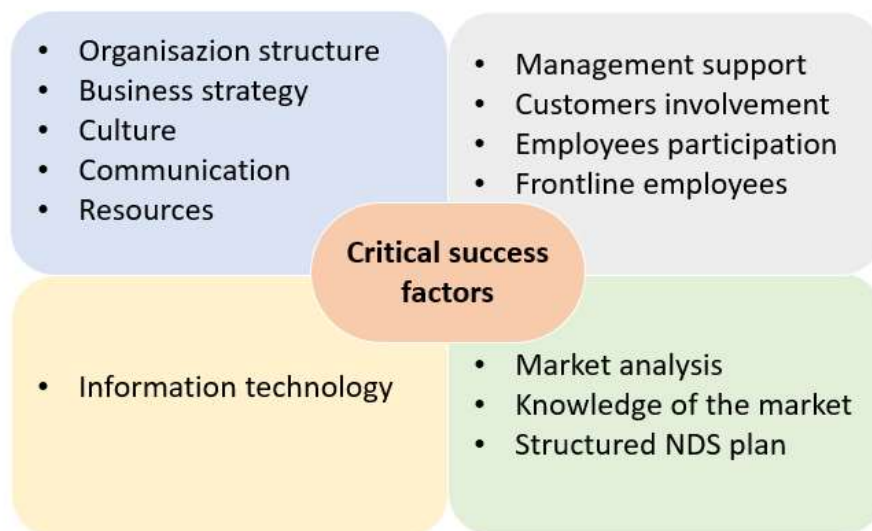 • Organisazion structure
• Business strategy
• Culture
• Communication
• Resources
• Management support
• Customers involvement
• Employees participation
• Frontline employees
Critical success
factors
• Information technology
• Market analysis
• Knowledge of the market
• Structured NDS plan